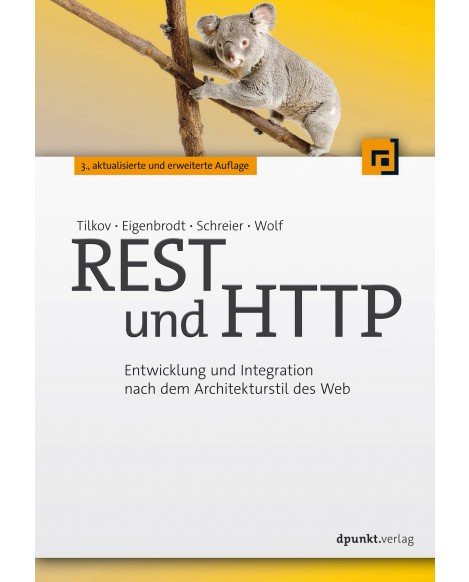 3., aktualisierte und erweiterte Auflage
Tilkov · Eigenbrodt · Schreier · Wolf
REST
und HTTP
Entwicklung und Integration
nach dem Architekturstil des Web
dpunkt.verlag